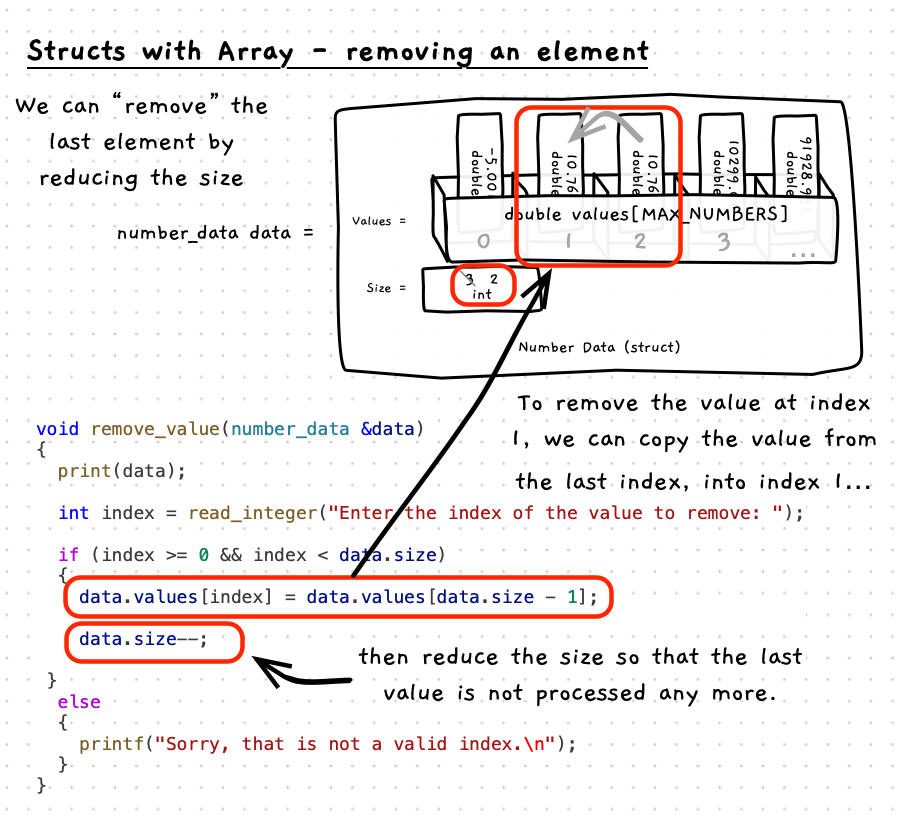 Structs with Array - removing an element
We can "remove" the
last element by
reducing the size
number_data data =
Values =
-5.00
double
10.76
double
10.76
double
10299.
double
91928.9
double
double values[MAX_NUMBERS]
0 1 2 3 ...
Size =
3 2
int
Number Data (struct)
To remove the value at index
1, we can copy the value from
the last index, into index 1...
void remove_value(number_data &data)
{
print(data);
int index = read_integer("Enter the index of the value to remove: ");
if (index >= 0 && index < data.size)
{
data.values[index] = data.values[data.size - 1];
data.size--;
then reduce the size so that the last
value is not processed any more.
}
else
{
printf("Sorry, that is not a valid index.\n");
}
}